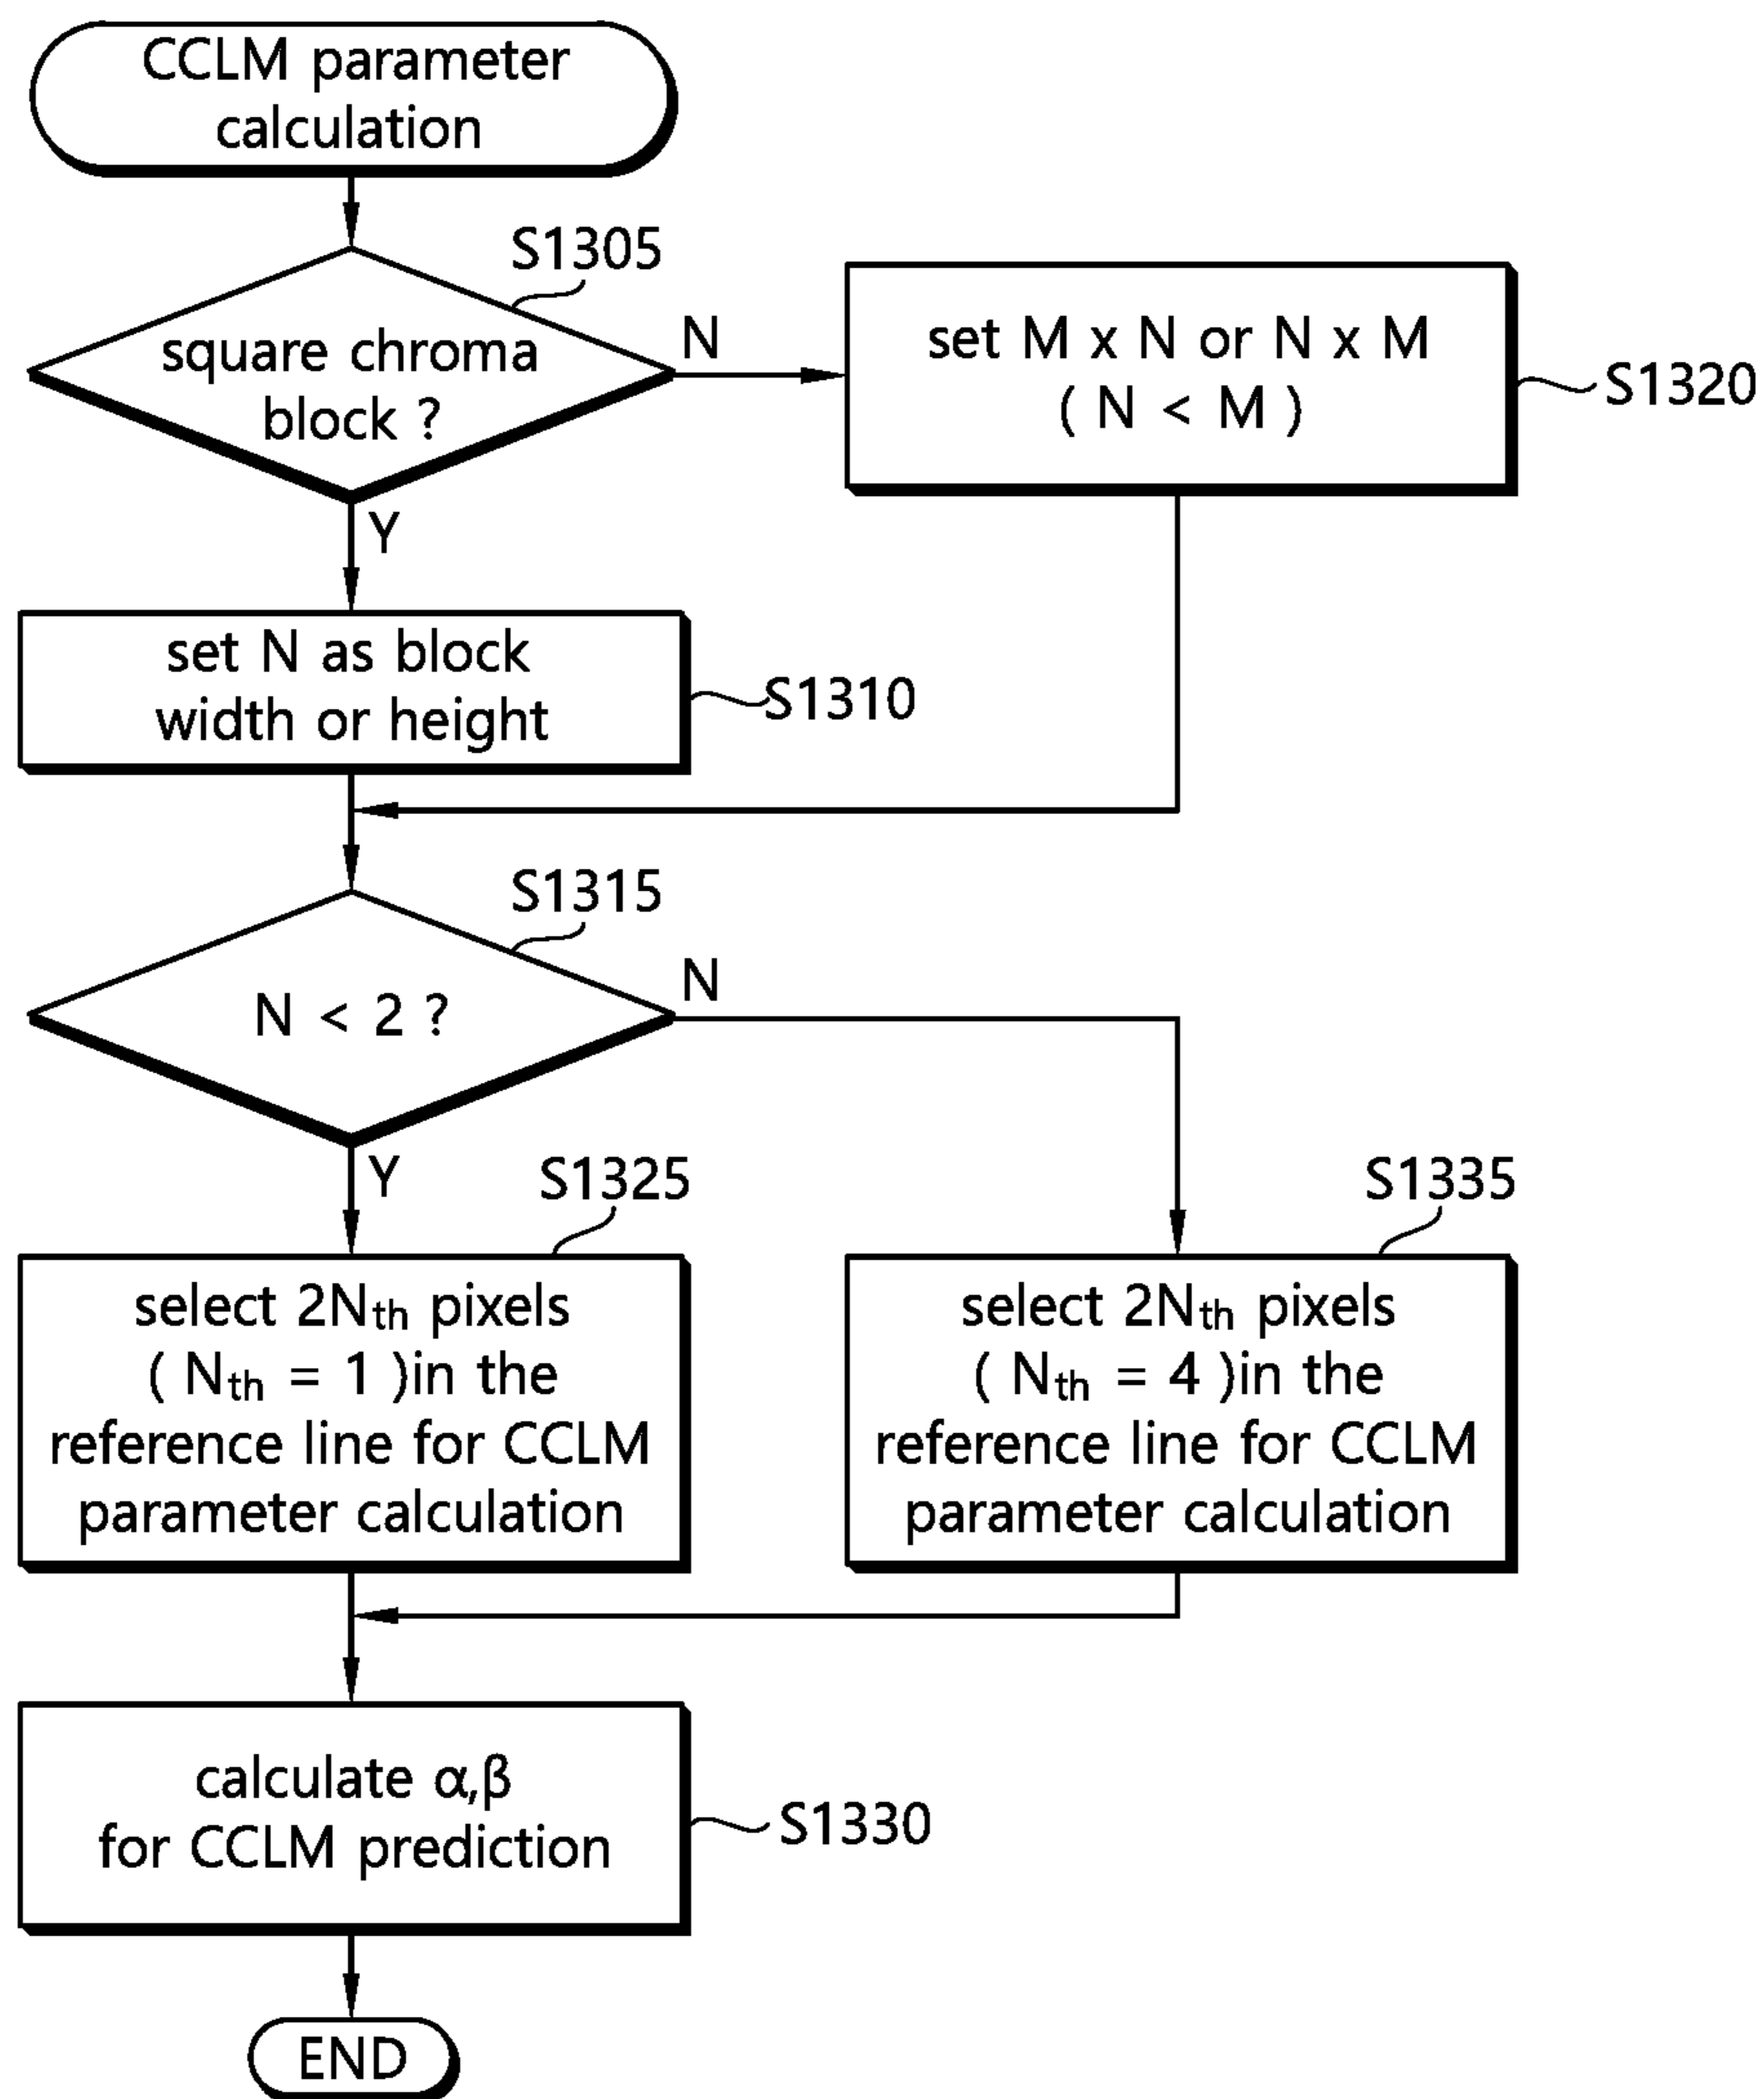 CCLM parameter
calculation
S1305
square chroma
block ?
N
set M x N or N x M
( N < M )
S1320
Y
set N as block
width or height
S1310
S1315
N < 2 ?
N
Y
S1325
select 2Nth pixels
( Nth = 1 )in the
reference line for CCLM
parameter calculation
S1335
select 2Nth pixels
( Nth = 4 )in the
reference line for CCLM
parameter calculation
calculate α,β
for CCLM prediction
S1330
END